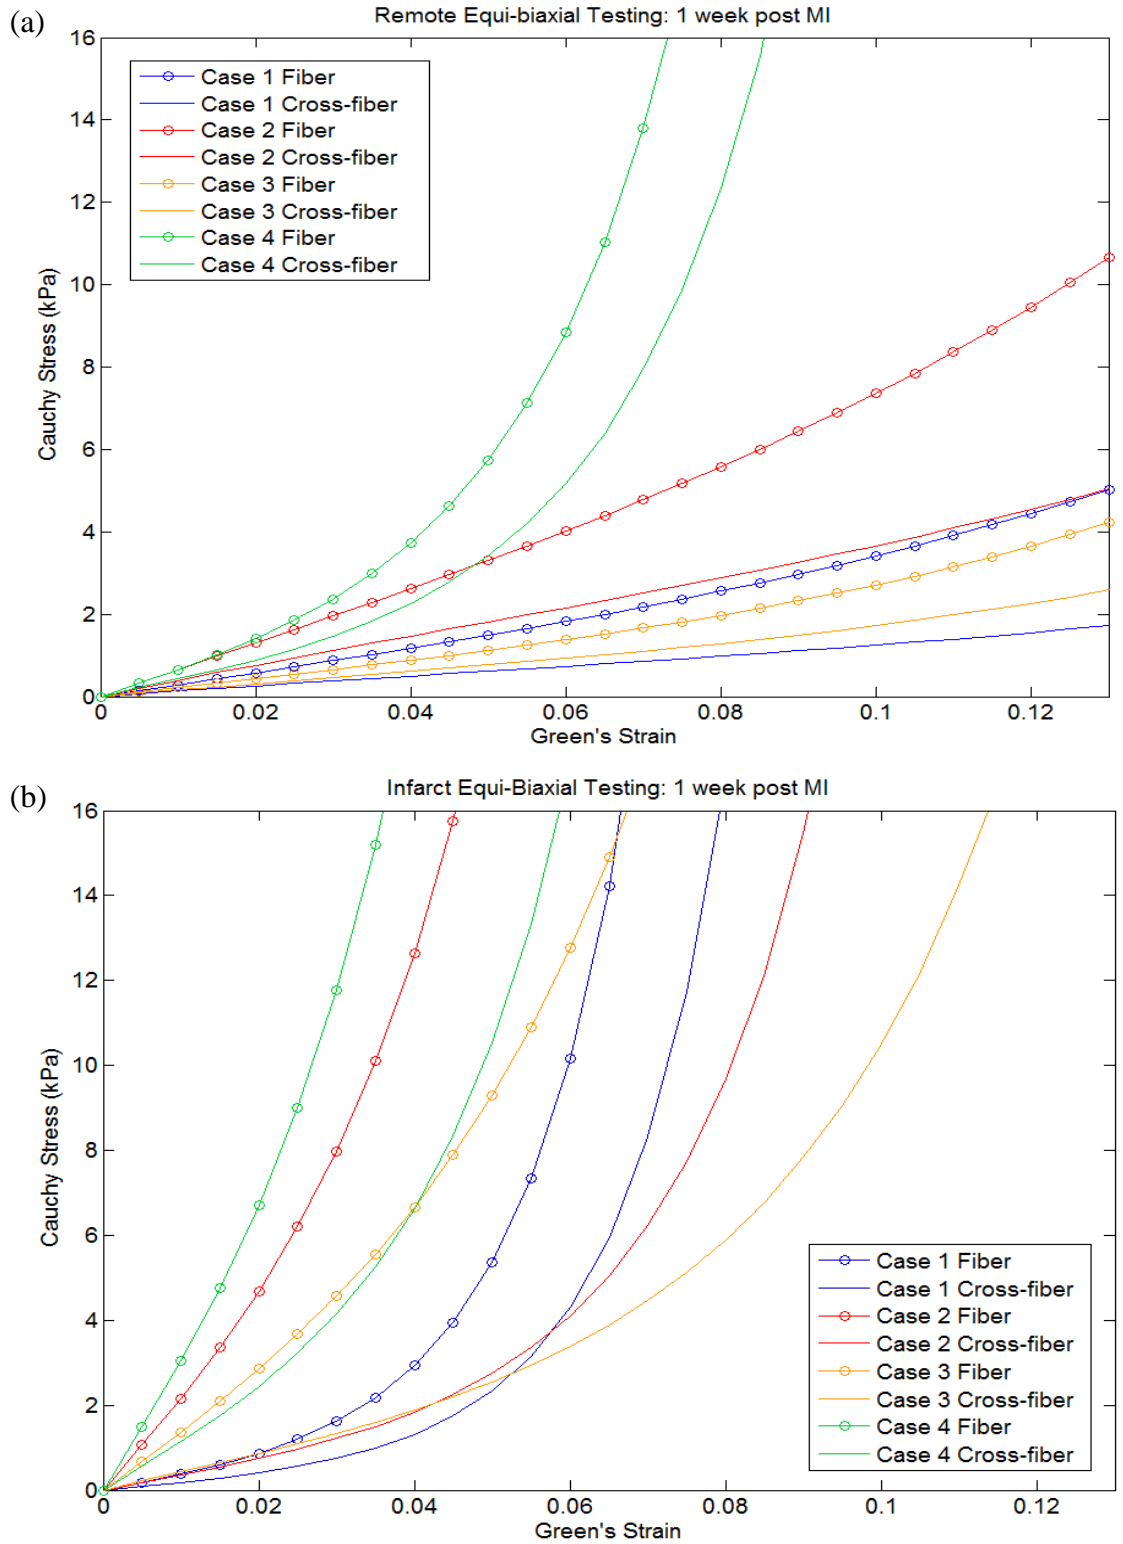 (a)
Remote Equi-biaxial Testing: 1 week post MI
16
14
12
10
8
6
4
2
0
Cauchy Stress (kPa)
Case 1 Fiber
Case 1 Cross-fiber
Case 2 Fiber
Case 2 Cross-fiber
Case 3 Fiber
Case 3 Cross-fiber
Case 4 Fiber
Case 4 Cross-fiber
0 0.02 0.04 0.06 0.08 0.1 0.12
Green's Strain
(b)
Infarct Equi-Biaxial Testing: 1 week post MI
16
14
12
10
8
6
4
2
0
Cauchy Stress (kPa)
Case 1 Fiber
Case 1 Cross-fiber
Case 2 Fiber
Case 2 Cross-fiber
Case 3 Fiber
Case 3 Cross-fiber
Case 4 Fiber
Case 4 Cross-fiber
0 0.02 0.04 0.06 0.08 0.1 0.12
Green's Strain